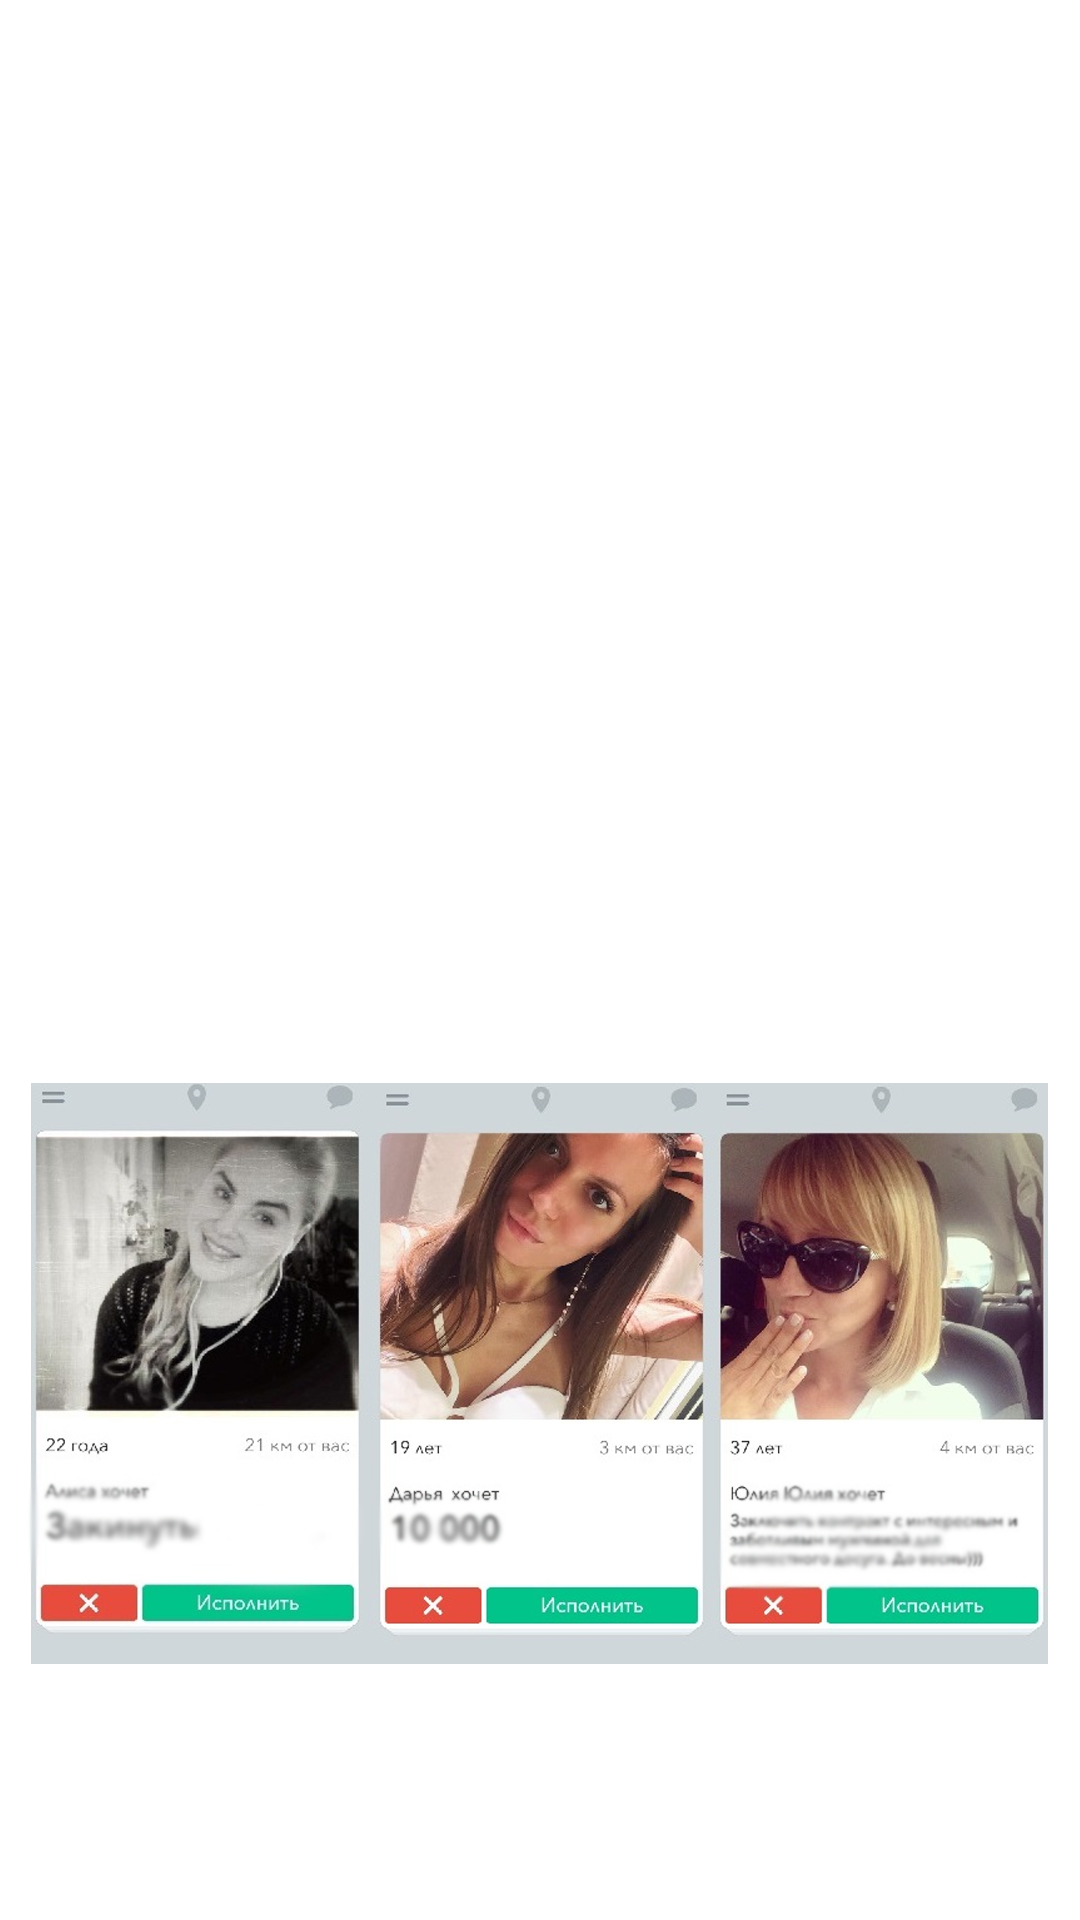 22 года 21 км от вас
Алиса хочет
Закинуть
Исполнить
19 лет 3 км от вас
Дарья хочет
10 000
Исполнить
37 лет 4 км от вас
Юлия Юлия хочет
Заключить контракт с интересным и
заботливым мужчиной для
совместного досуга. До весны)))
Исполнить